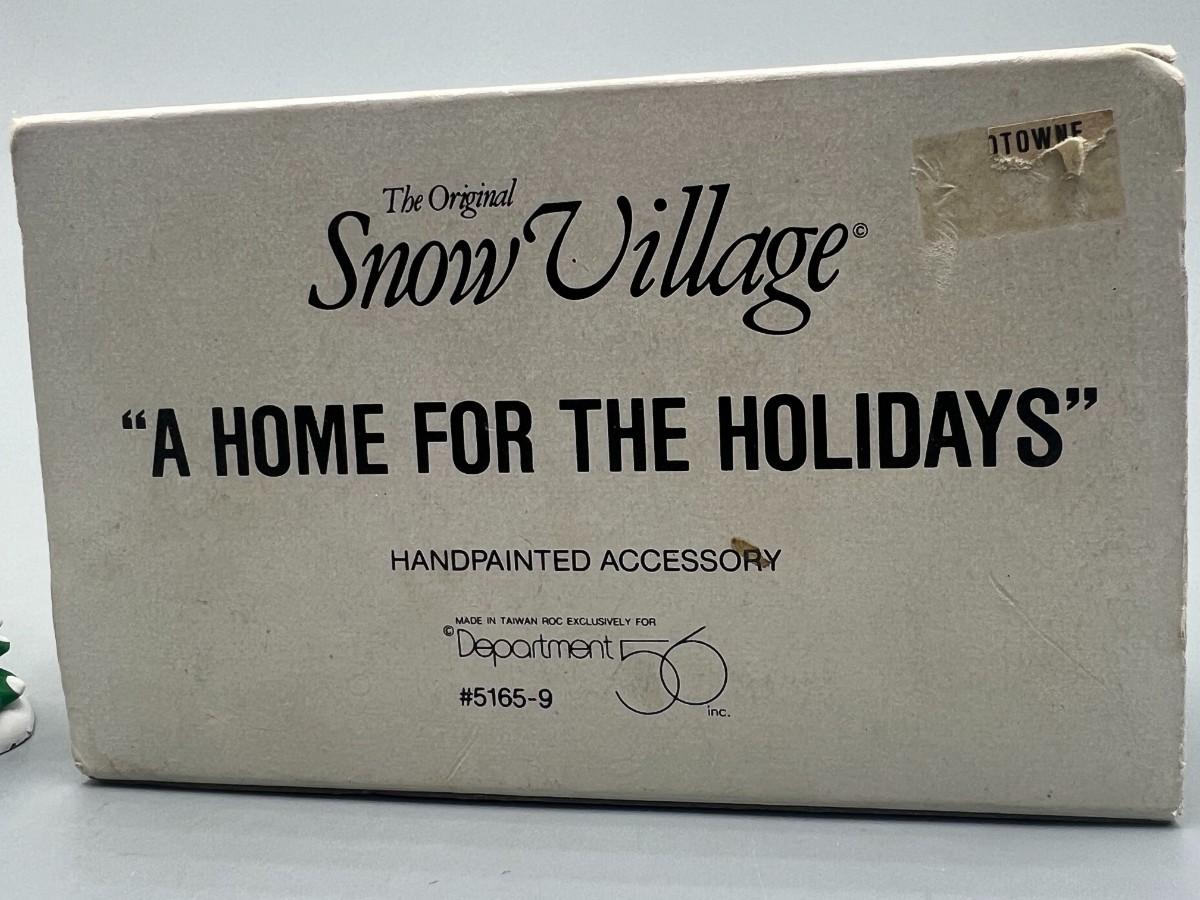 The Original
Snow Village©
“A HOME FOR THE HOLIDAYS”
HANDPAINTED ACCESSORY
MADE IN TAIWAN ROC EXCLUSIVELY FOR
©Department 56
inc.
#5165-9